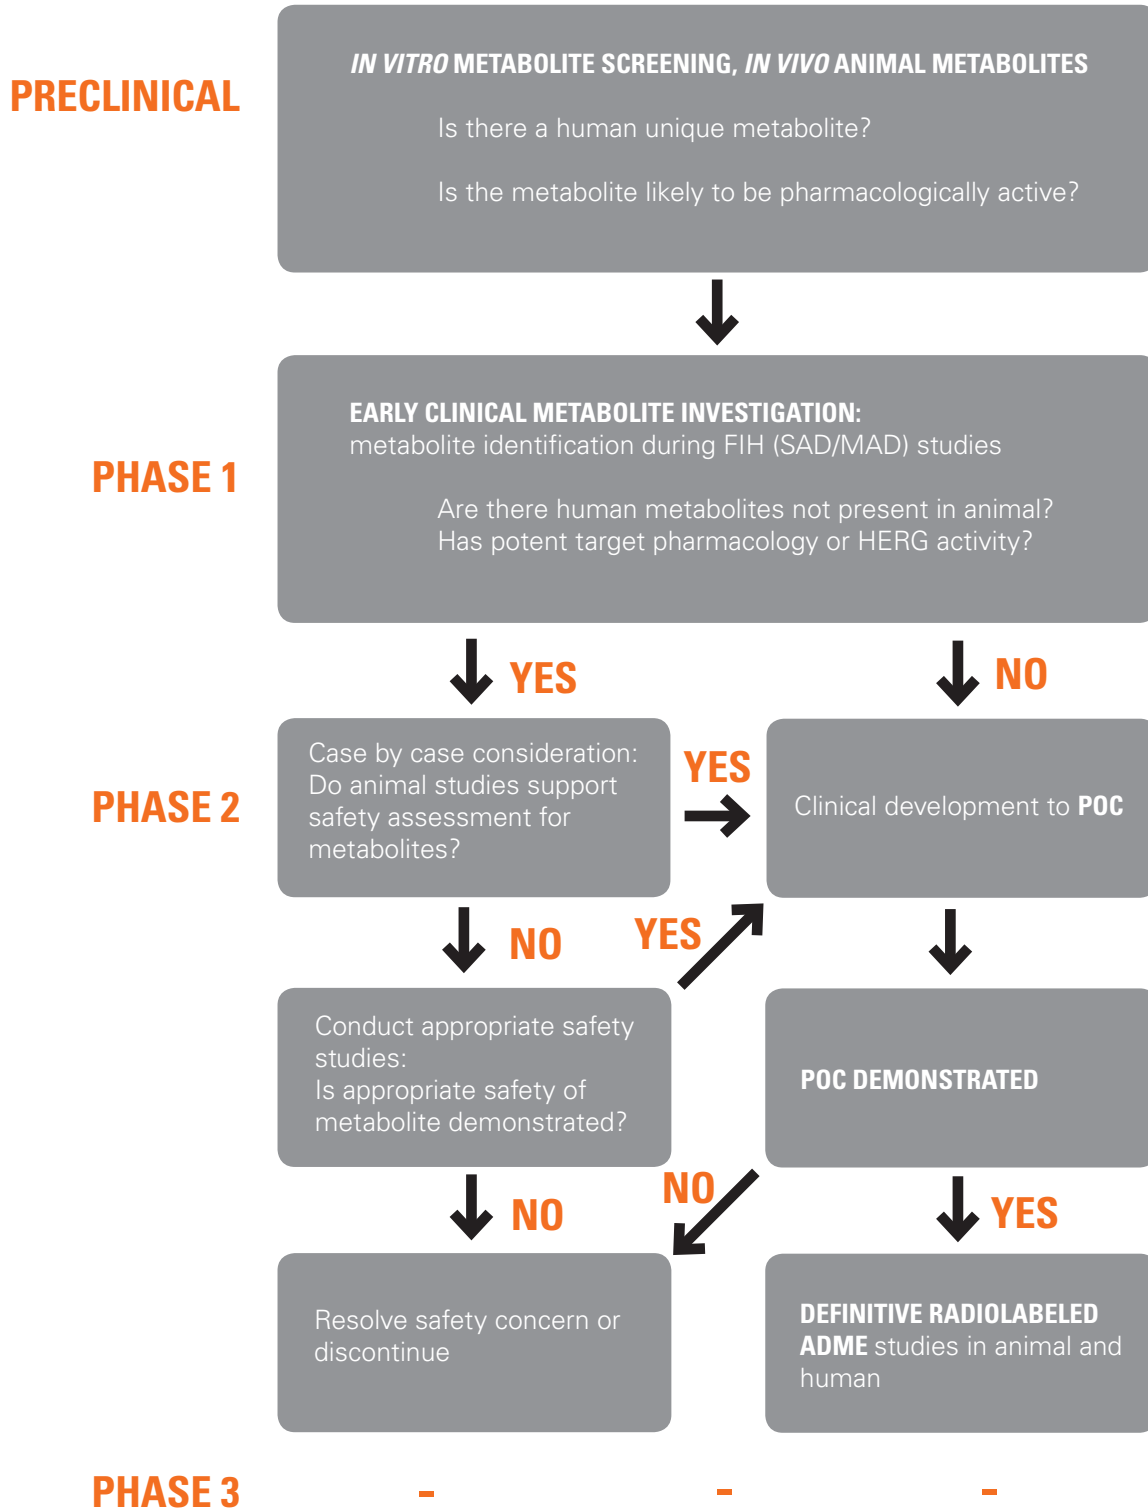 PRECLINICAL
IN VITRO METABOLITE SCREENING, IN VIVO ANIMAL METABOLITES
Is there a human unique metabolite?
Is the metabolite likely to be pharmacologically active?
PHASE 1
EARLY CLINICAL METABOLITE INVESTIGATION:
metabolite identification during FIH (SAD/MAD) studies
Are there human metabolites not present in animal?
Has potent target pharmacology or HERG activity?
YES
NO
PHASE 2
Case by case consideration:
Do animal studies support
safety assessment for
metabolites?
YES
Clinical development to POC
NO
YES
Conduct appropriate safety
studies:
Is appropriate safety of
metabolite demonstrated?
POC DEMONSTRATED
NO
NO
YES
Resolve safety concern or
discontinue
DEFINITIVE RADIOLABELED
ADME studies in animal and
human
PHASE 3
- - -